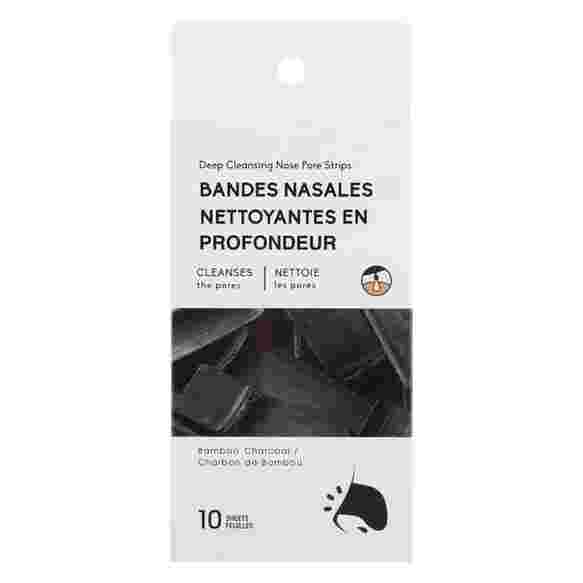 Deep Cleansing Nose Pore Strips
BANDES NASALES
NETTOYANTES EN
PROFONDEUR
CLEANSES | NETTOIE
the pores les pores
Bamboo Charcoal /
Charbon de Bambou
10 SHEETS
FEUILLES